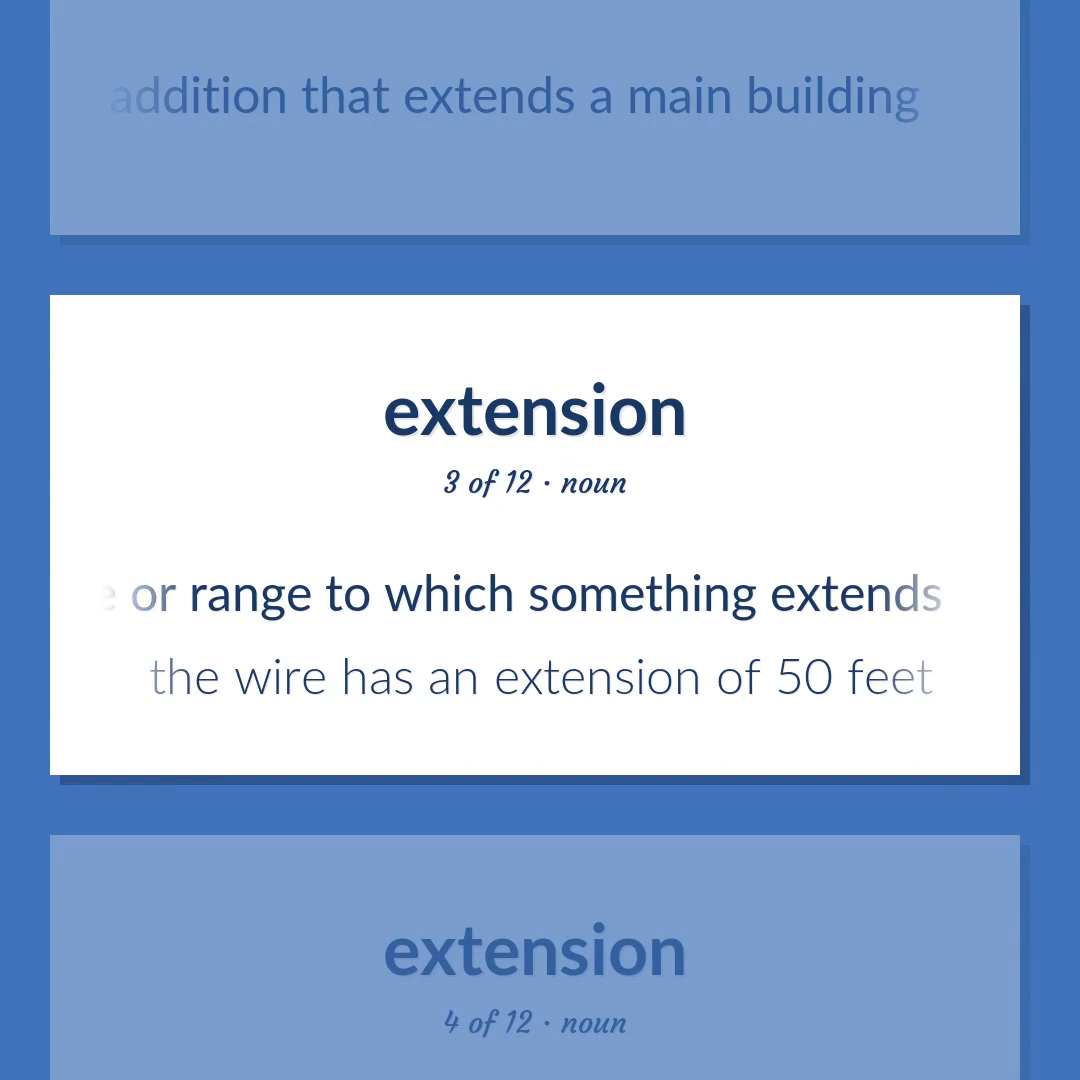 addition that extends a main building
extension
3 of 12 · noun
e or range to which something extends
the wire has an extension of 50 feet
extension
4 of 12 · noun